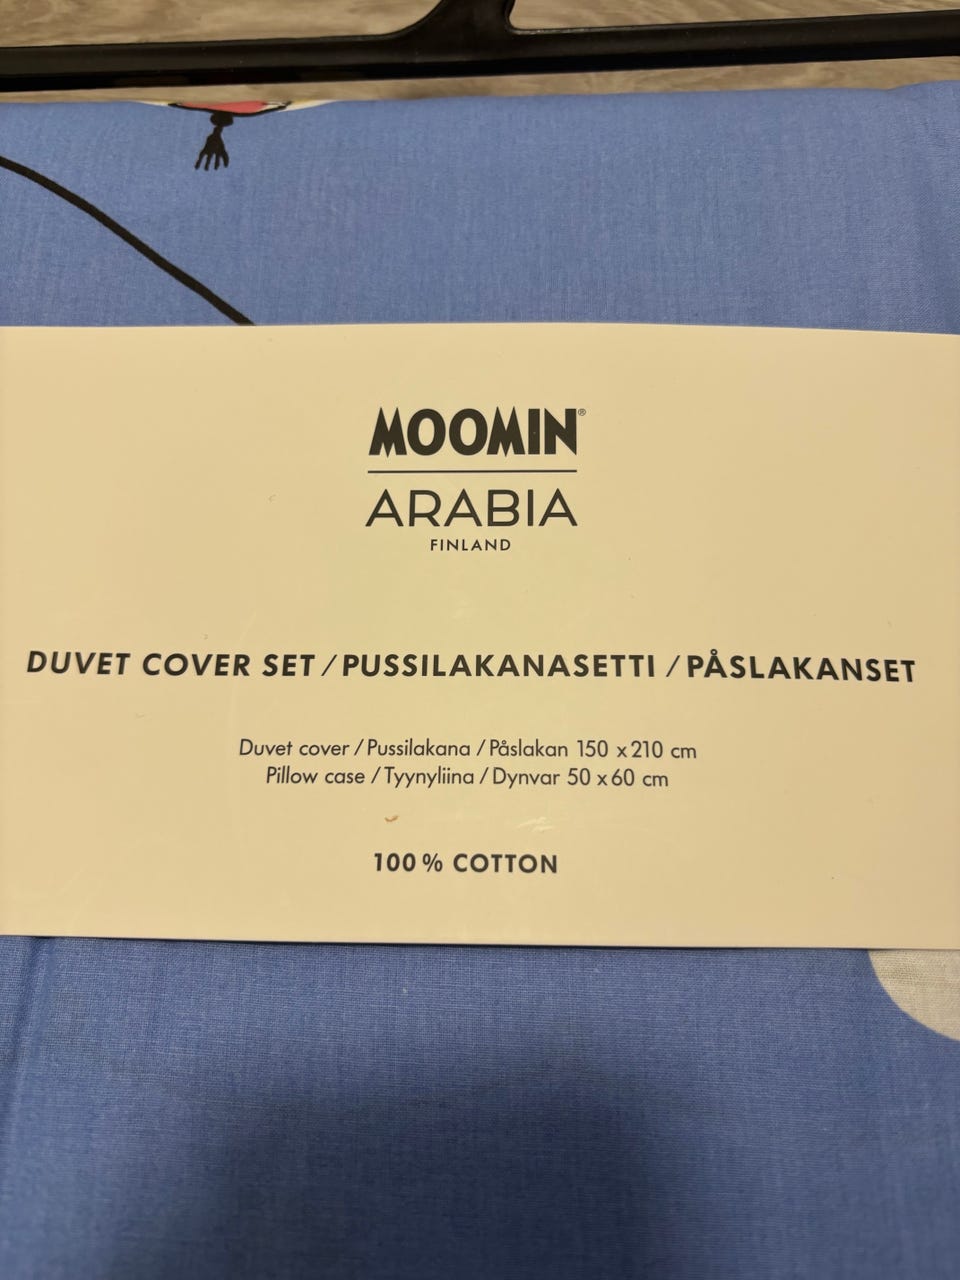 MOOMIN®
ARABIA
FINLAND
DUVET COVER SET / PUSSILAKANASETTI / PÅSLAKANSET
Duvet cover / Pussilakana / Påslakan 150 x 210 cm
Pillow case / Tyynyliina / Dynvar 50 x 60 cm
100 % COTTON